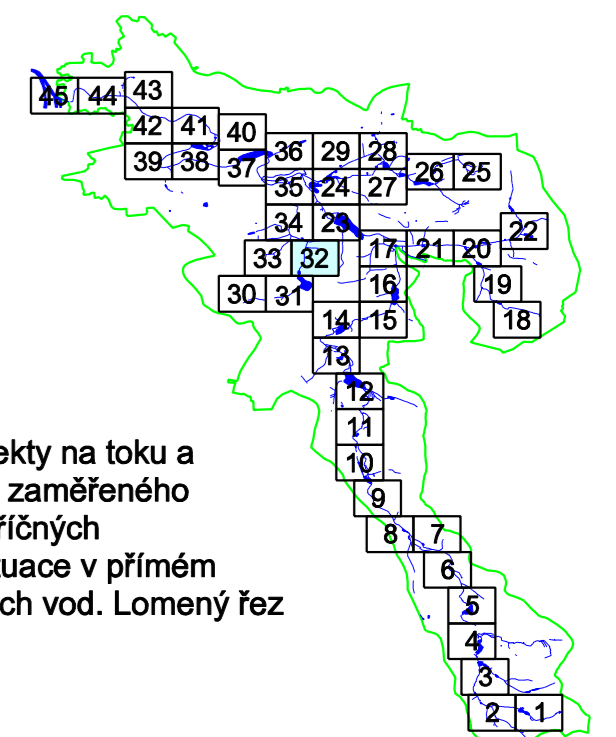 43
45 44
42 41 40
39 38 37 36 29 28
26 25
35 24 27
34 23 22
33 32 17 21 20
30 31 16 19
14 15 18
13
12
11
10
9
8 7
6
5
4
3
2 1
ekty na toku a
zaměřeného
říčných
tuace v přímém
ch vod. Lomený řez